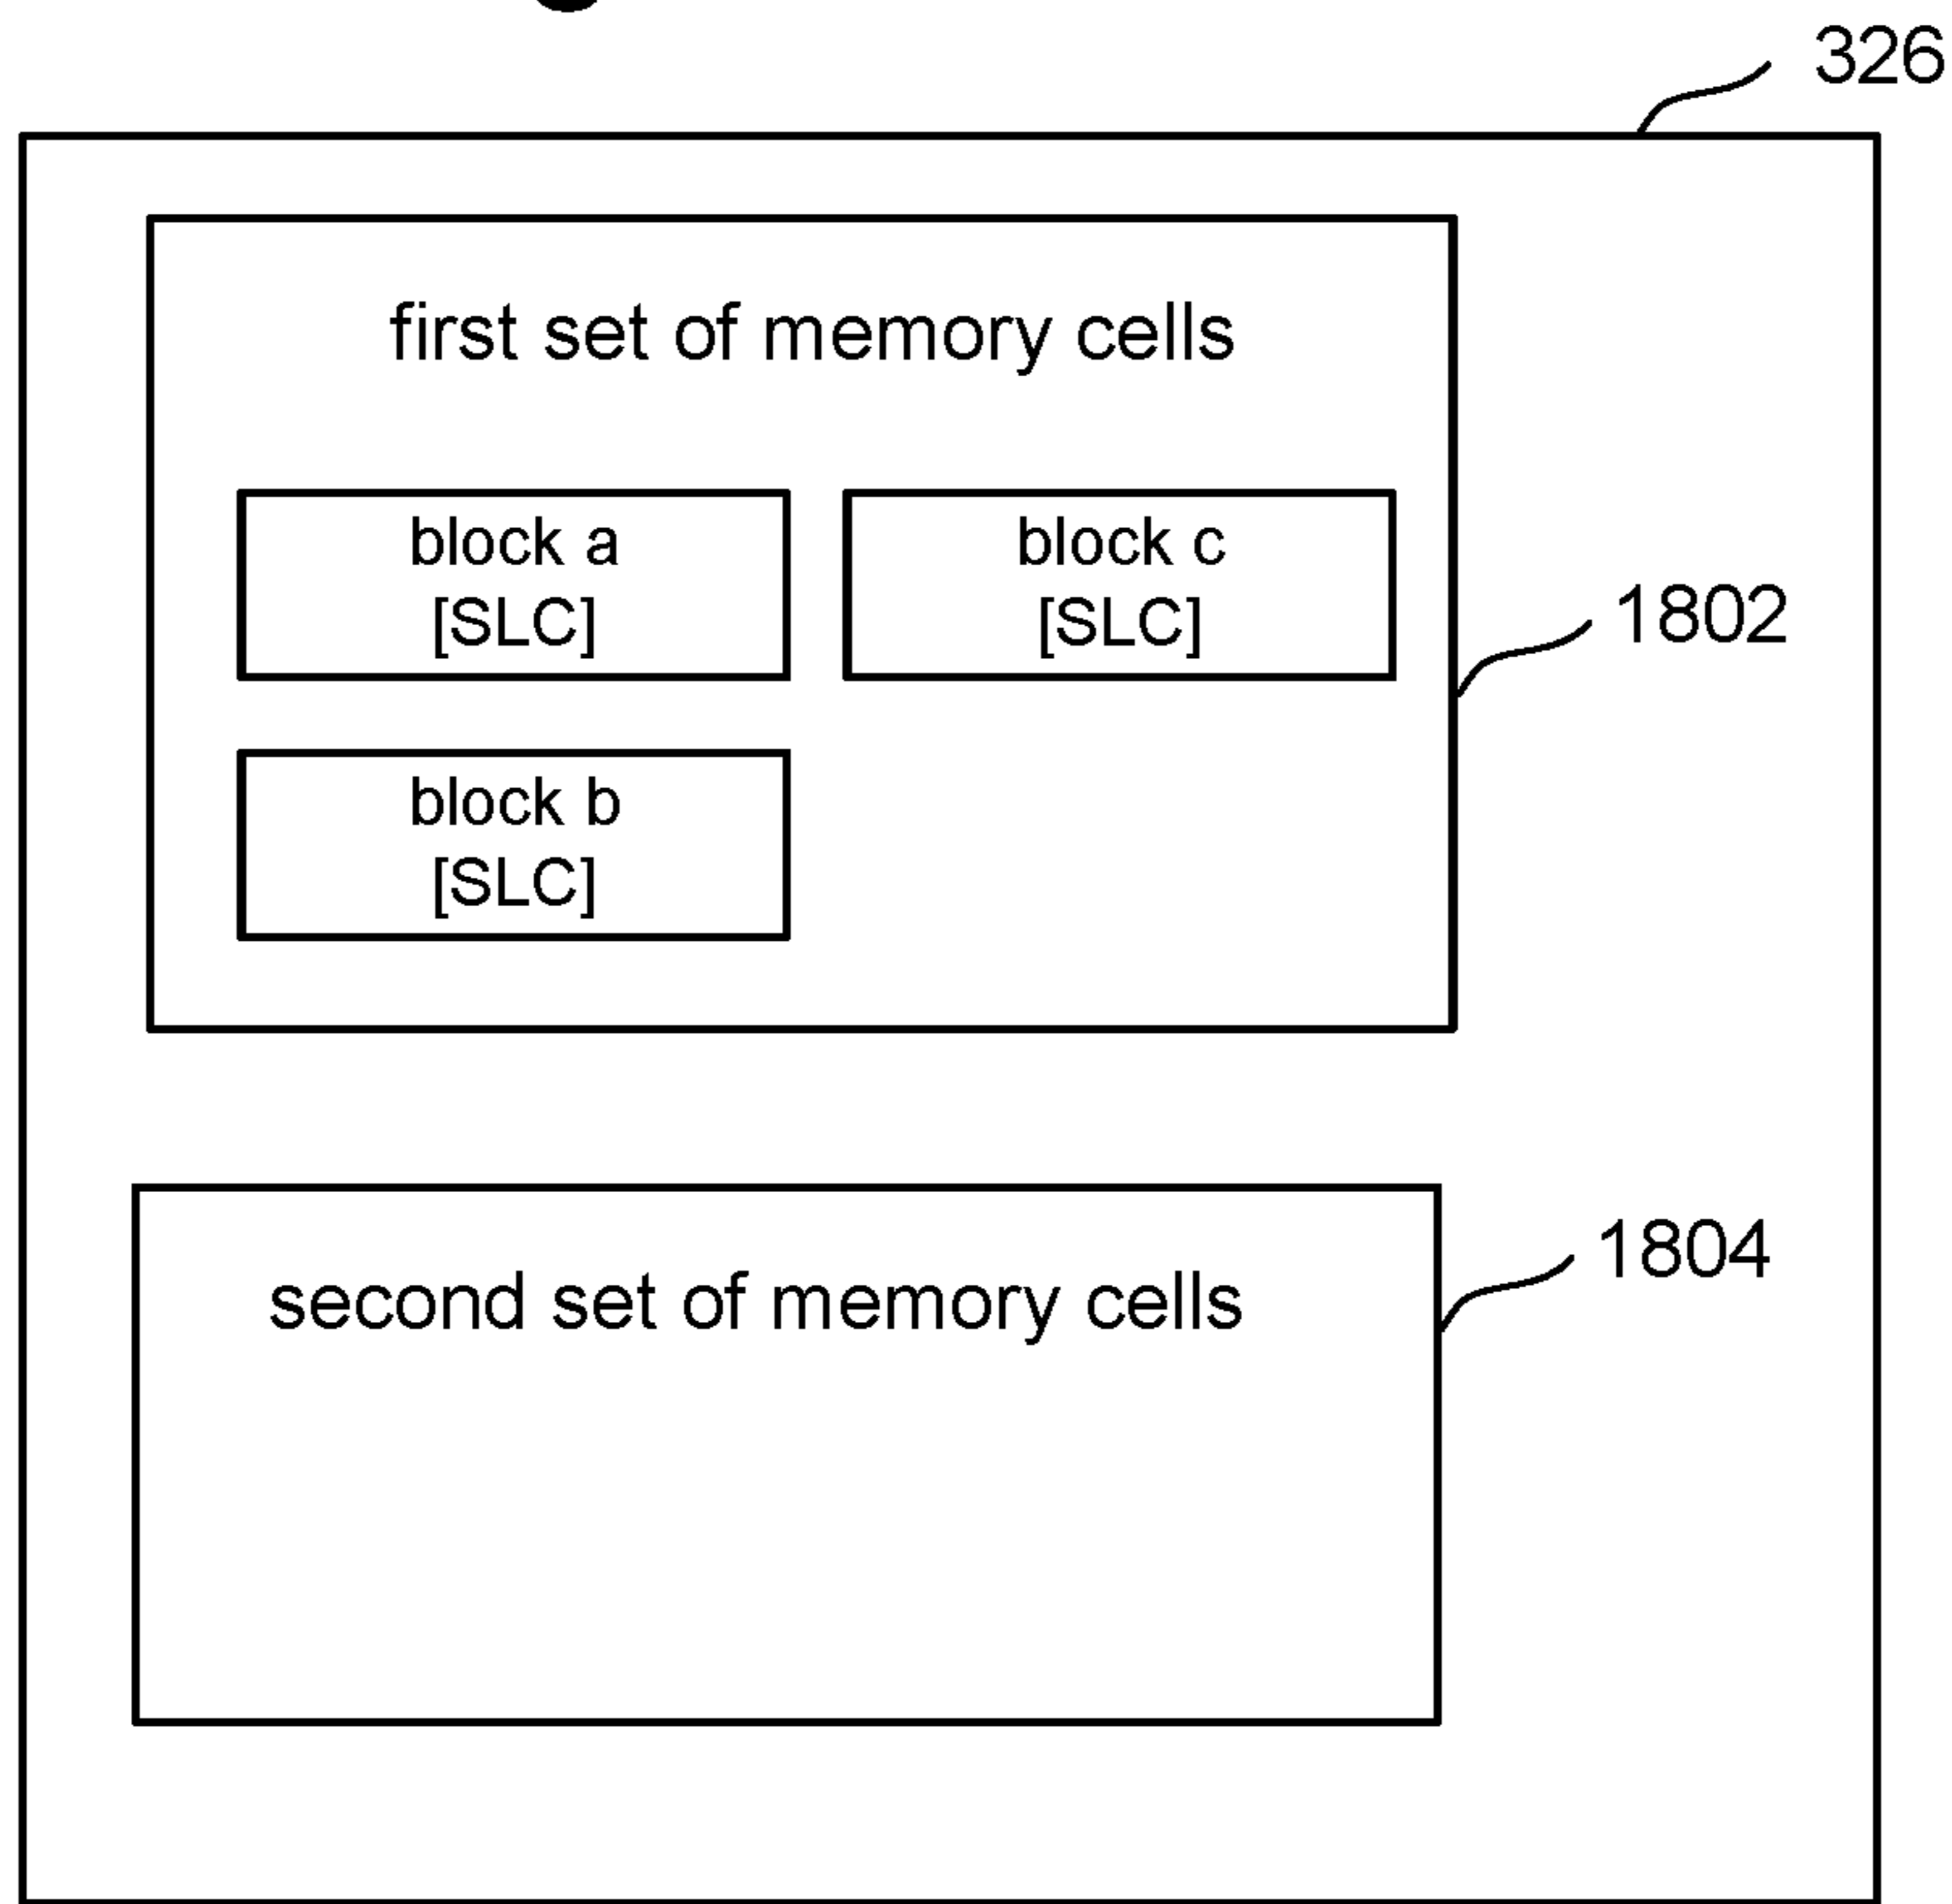 326
first set of memory cells
block a
[SLC]
block c
[SLC]
1802
block b
[SLC]
second set of memory cells
1804